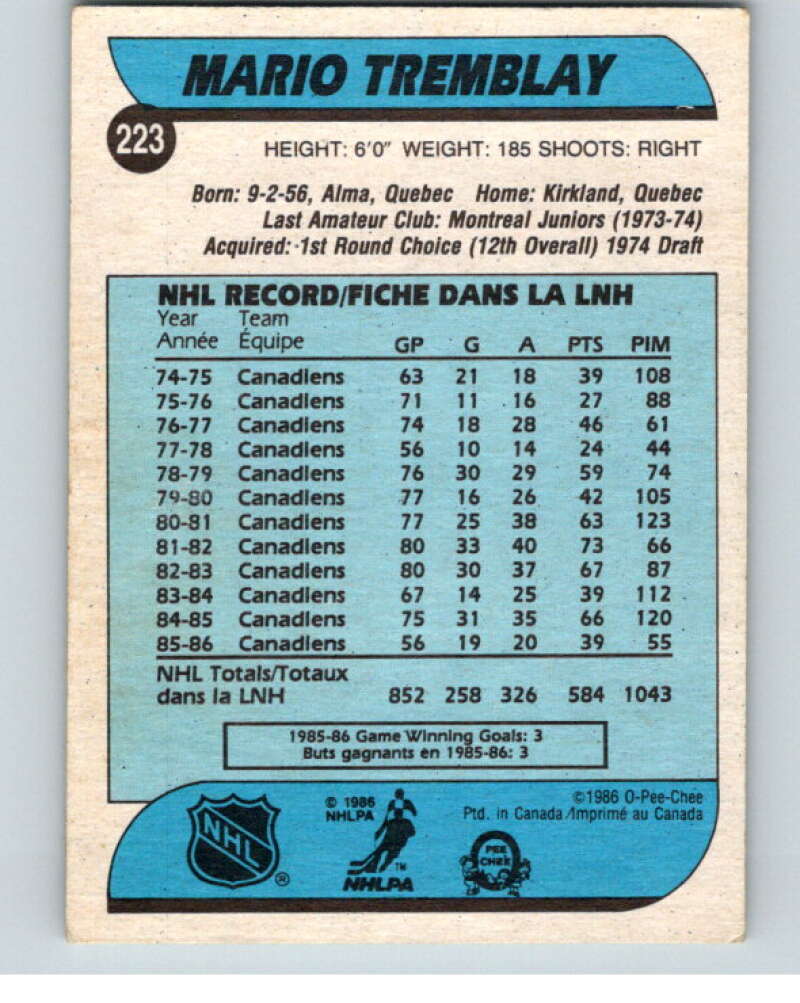 MARIO TREMBLAY
223
HEIGHT: 6'0" WEIGHT: 185 SHOOTS: RIGHT
Born: 9-2-56, Alma, Quebec Home: Kirkland, Quebec
Last Amateur Club: Montreal Juniors (1973-74)
Acquired: 1st Round Choice (12th Overall) 1974 Draft
NHL RECORD/FICHE DANS LA LNH
Year Team
Année Équipe GP G A PTS PIM
74-75 Canadiens 63 21 18 39 108
75-76 Canadiens 71 11 16 27 88
76-77 Canadiens 74 18 28 46 61
77-78 Canadiens 56 10 14 24 44
78-79 Canadiens 76 30 29 59 74
79-80 Canadiens 77 16 26 42 105
80-81 Canadiens 77 25 38 63 123
81-82 Canadiens 80 33 40 73 66
82-83 Canadiens 80 30 37 67 87
83-84 Canadiens 67 14 25 39 112
84-85 Canadiens 75 31 35 66 120
85-86 Canadiens 56 19 20 39 55
NHL Totals/Totaux
dans la LNH 852 258 326 584 1043
1985-86 Game Winning Goals: 3
Buts gagnants en 1985-86: 3
©1986 O-Pee-Chee
Ptd. in Canada/Imprimé au Canada
© 1986
NHLPA
NHL ®
TM
NHLPA
PEE
CHEE